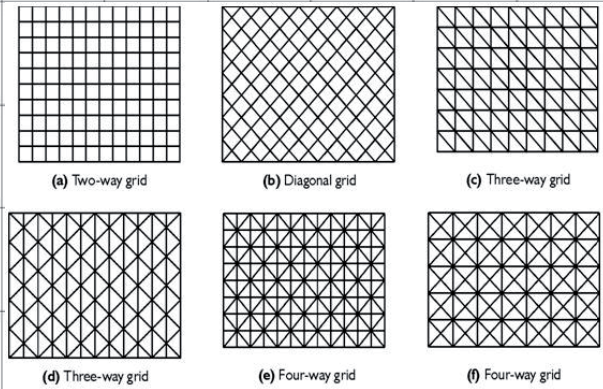 (a) Two-way grid
(b) Diagonal grid
(c) Three-way grid
(d) Three-way grid
(e) Four-way grid
(f) Four-way grid